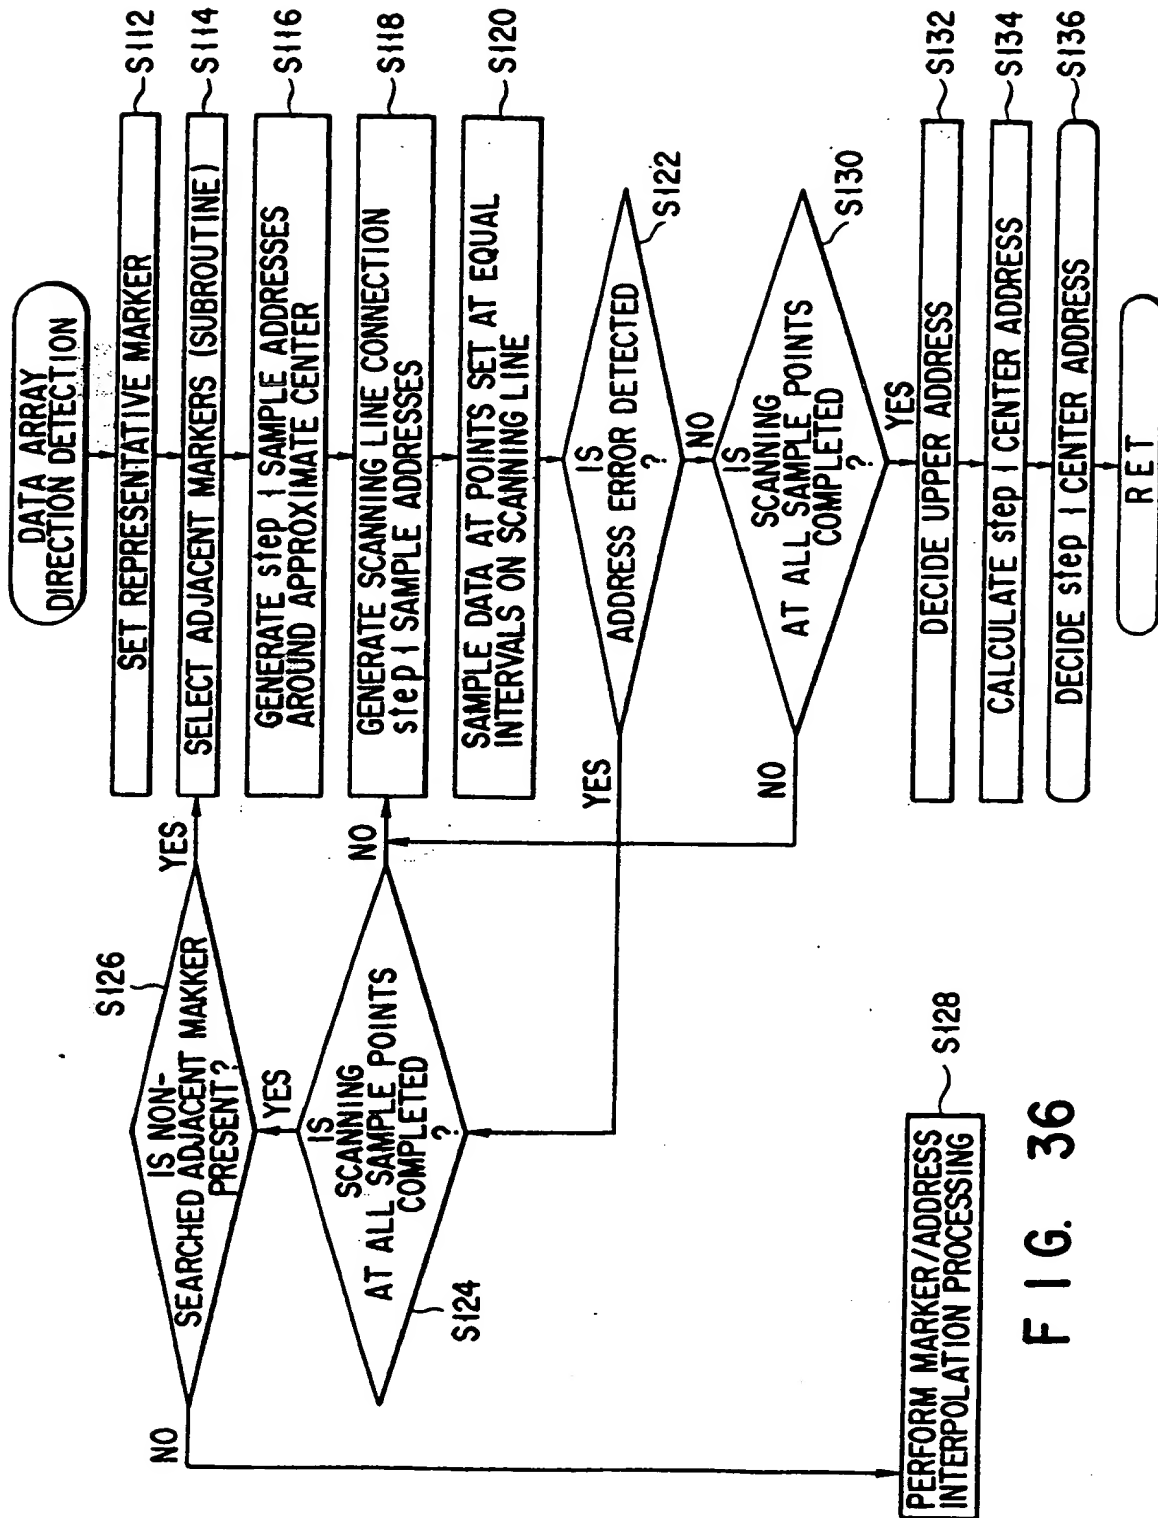 DATA ARRAY
DIRECTION DETECTION
SET REPRESENTATIVE MARKER
S112
SELECT ADJACENT MARKERS (SUBROUTINE)
S114
GENERATE step 1 SAMPLE ADDRESSES
AROUND APPROXIMATE CENTER
S116
GENERATE SCANNING LINE CONNECTION
step 1 SAMPLE ADDRESSES
S118
SAMPLE DATA AT POINTS SET AT EQUAL
INTERVALS ON SCANNING LINE
S120
IS
ADDRESS ERROR DETECTED
?
S122
YES
NO
IS
SCANNING
AT ALL SAMPLE POINTS
COMPLETED
?
S130
NO
YES
DECIDE UPPER ADDRESS
S132
CALCULATE step 1 CENTER ADDRESS
S134
DECIDE step 1 CENTER ADDRESS
S136
RET
IS NON-
SEARCHED ADJACENT MAKKER
PRESENT?
S126
YES
NO
IS
SCANNING
AT ALL SAMPLE POINTS
COMPLETED
?
S124
YES
NO
PERFORM MARKER/ADDRESS
INTERPOLATION PROCESSING
S128
FIG. 36